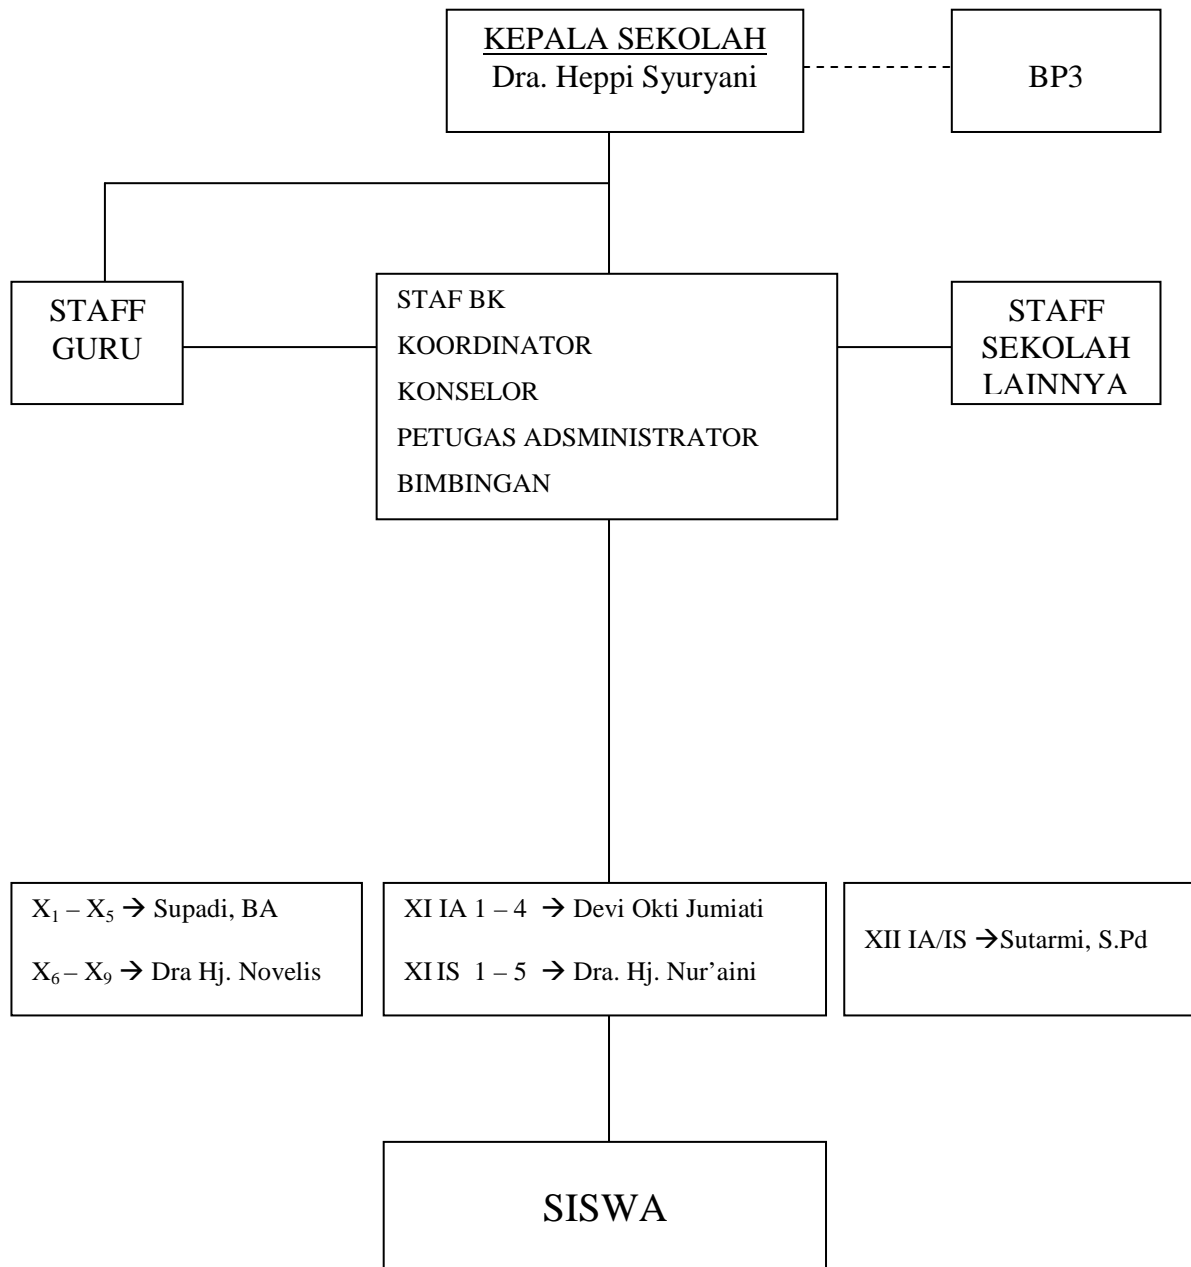 KEPALA SEKOLAH
Dra. Heppi Syuryani
BP3
STAFF
GURU
STAF BK
KOORDINATOR
KONSELOR
PETUGAS ADSMINISTRATOR
BIMBINGAN
STAFF
SEKOLAH
LAINNYA
X₁ – X₅ → Supadi, BA
X₆ – X₉ → Dra Hj. Novelis
XI IA 1 – 4 → Devi Okti Jumiati
XI IS 1 – 5 → Dra. Hj. Nur’aini
XII IA/IS →Sutarmi, S.Pd
SISWA